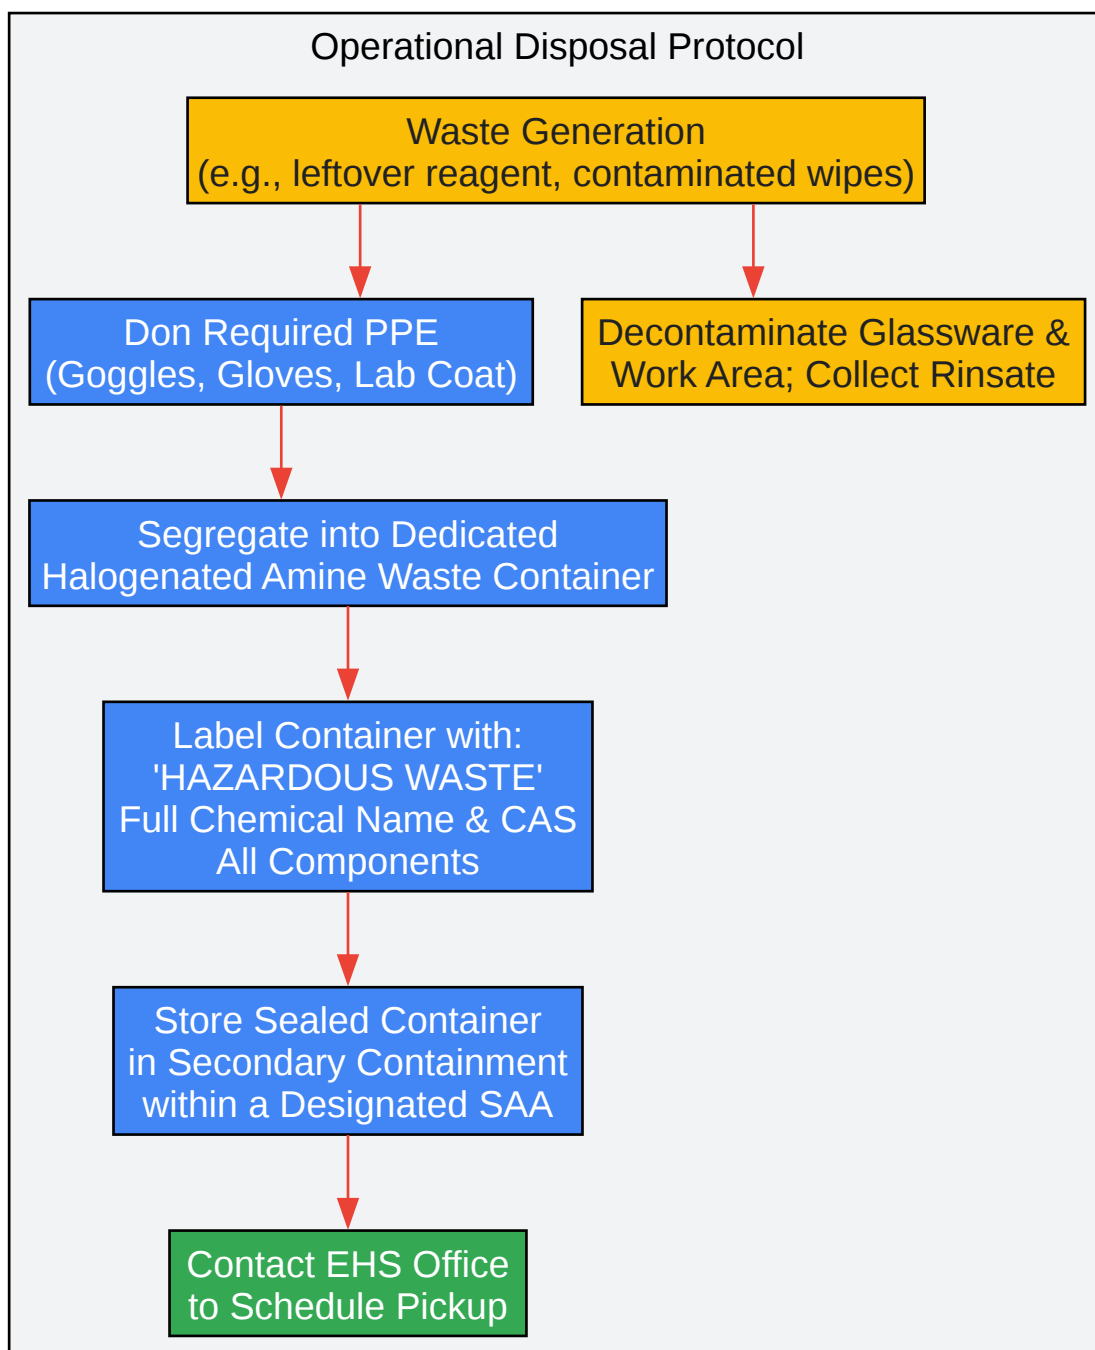 Operational Disposal Protocol
Waste Generation
(e.g., leftover reagent, contaminated wipes)
Don Required PPE
(Goggles, Gloves, Lab Coat)
Decontaminate Glassware &
Work Area; Collect Rinsate
Segregate into Dedicated
Halogenated Amine Waste Container
Label Container with:
'HAZARDOUS WASTE'
Full Chemical Name & CAS
All Components
Store Sealed Container
in Secondary Containment
within a Designated SAA
Contact EHS Office
to Schedule Pickup